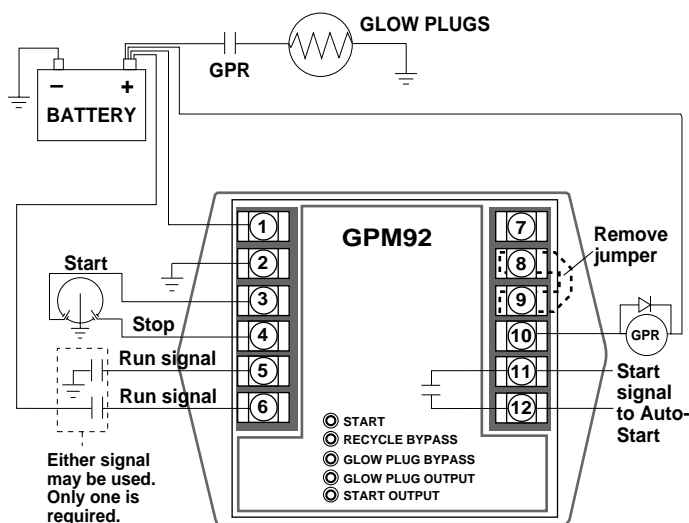 GLOW PLUGS
GPR
−
+
BATTERY
GPM92
1
2
3
4
5
6
7
8
9
10
11
12
Remove
jumper
Start
Stop
Run signal
Run signal
GPR
Start
signal
to Auto-
Start
START
RECYCLE BYPASS
GLOW PLUG BYPASS
GLOW PLUG OUTPUT
START OUTPUT
Either signal
may be used.
Only one is
required.